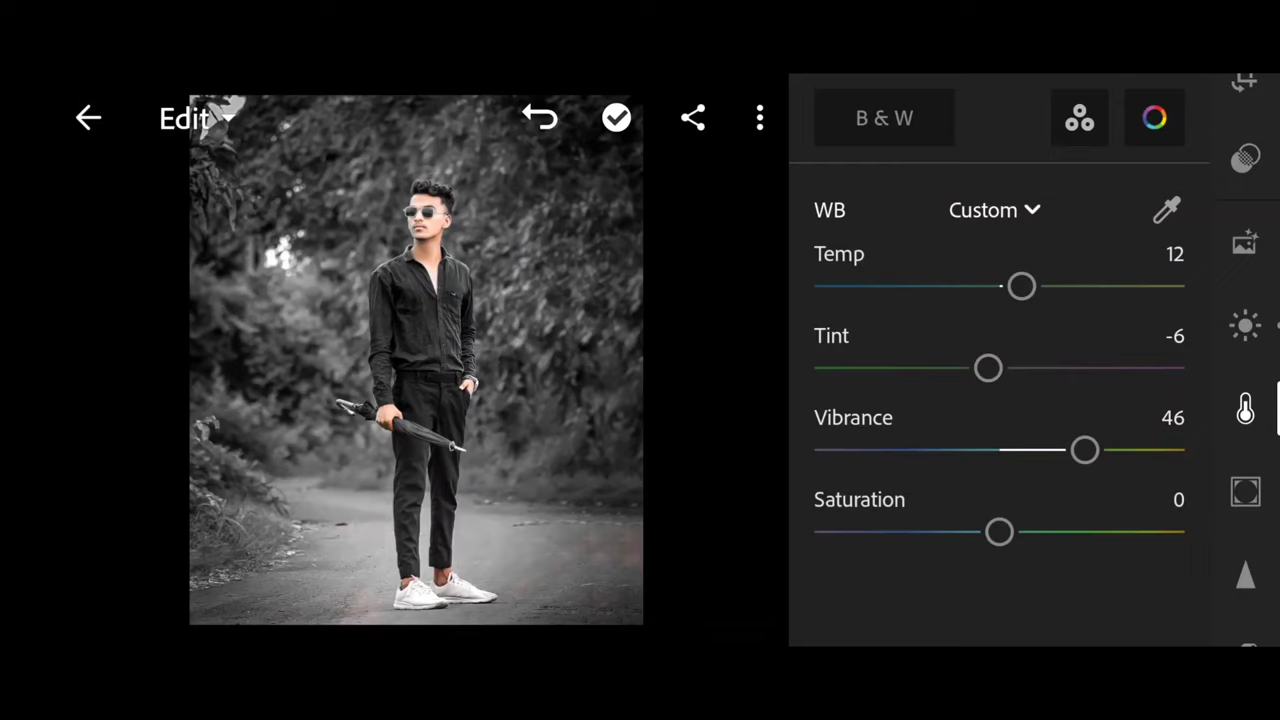 Edit
B & W
WB Custom
Temp 12
Tint -6
Vibrance 46
Saturation 0